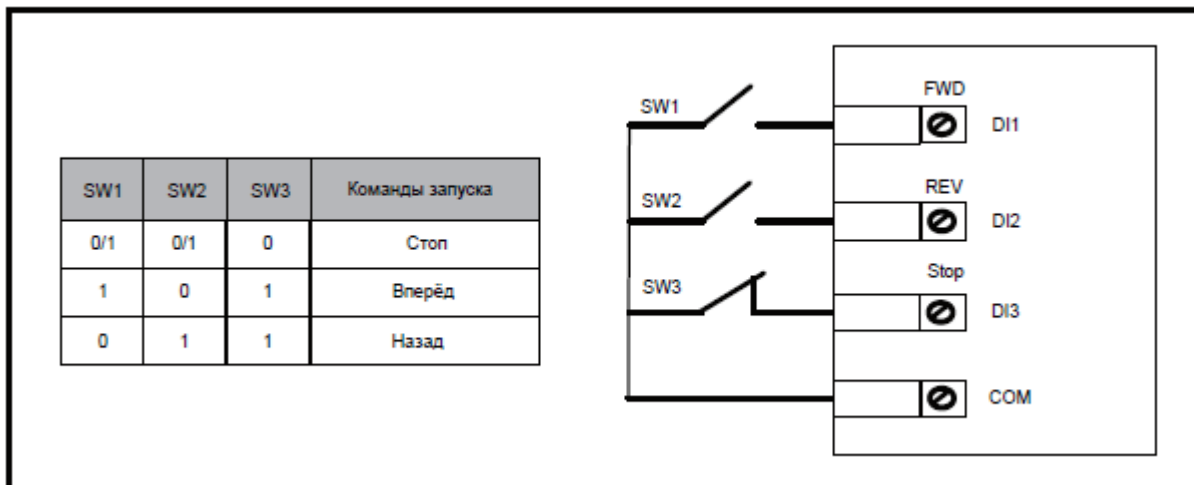 SW1 SW2 SW3 Команды запуска
0/1 0/1 0 Стоп
1 0 1 Вперёд
0 1 1 Назад
FWD
SW1 DI1
REV
SW2 DI2
Stop
SW3 DI3
COM